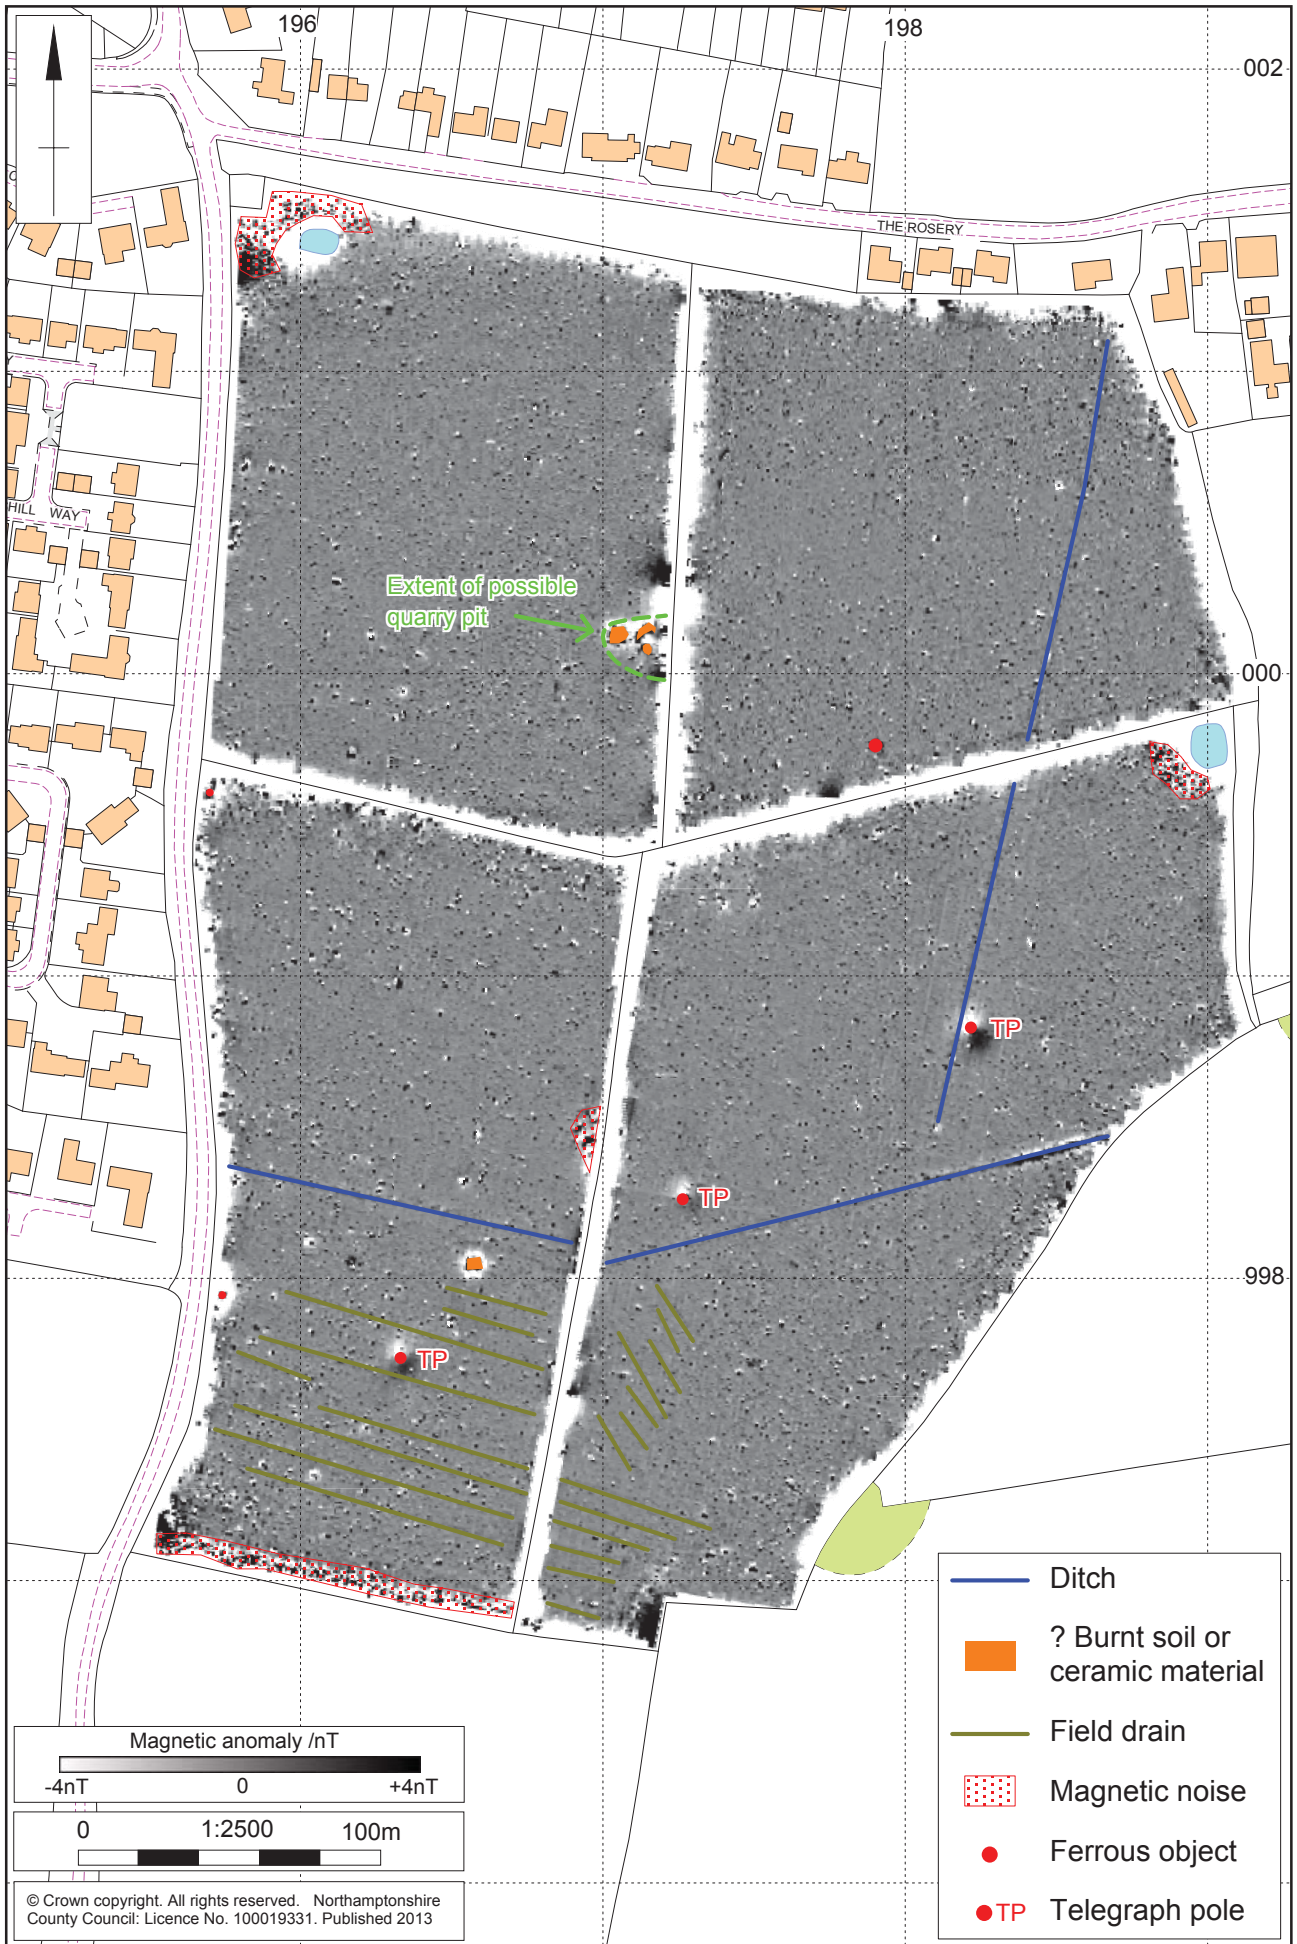 196
198
002
THE ROSERY
HILL WAY
Extent of possible
quarry pit
000
TP
TP
998
TP
Ditch
? Burnt soil or
ceramic material
Field drain
Magnetic noise
Ferrous object
TP Telegraph pole
Magnetic anomaly /nT
-4nT 0 +4nT
0 1:2500 100m
© Crown copyright. All rights reserved. Northamptonshire
County Council: Licence No. 100019331. Published 2013